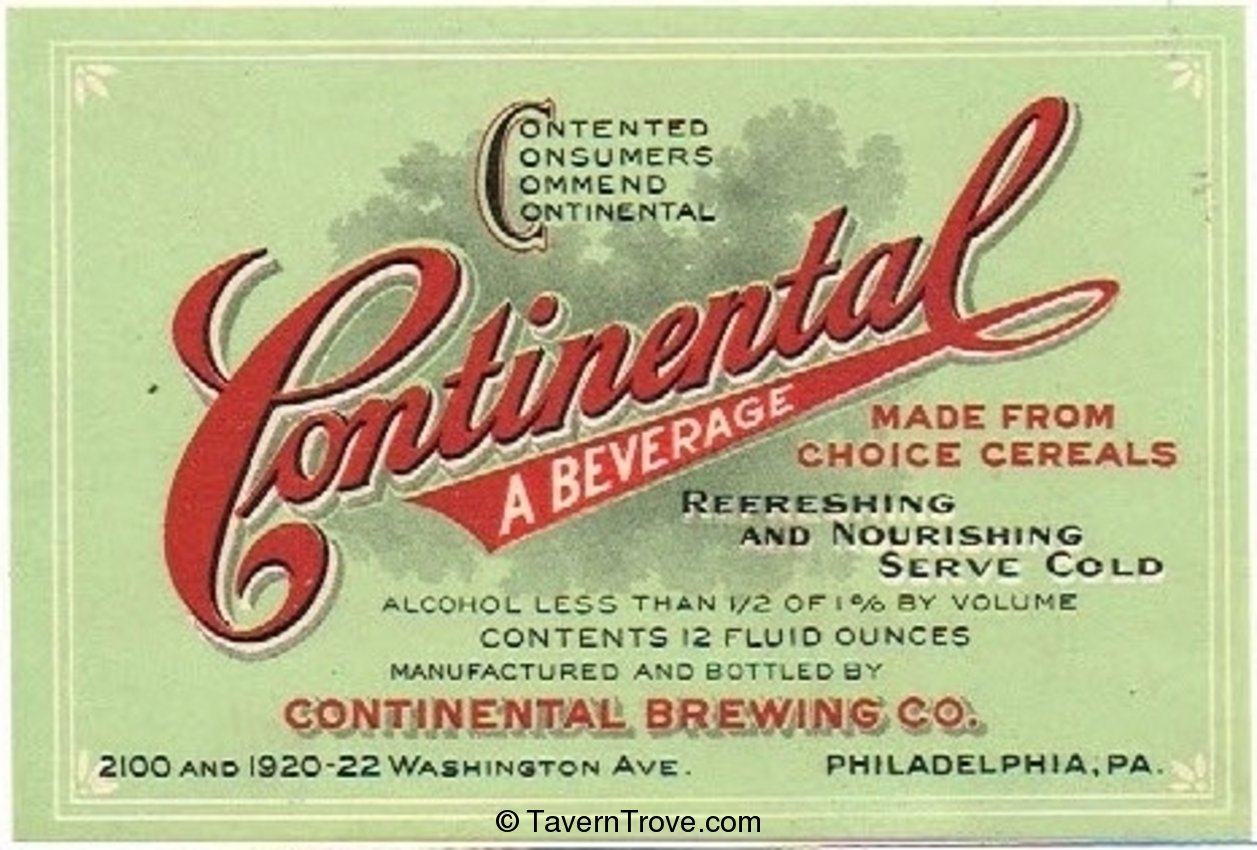 CONTENTED
CONSUMERS
COMMEND
CONTINENTAL
Continental
A BEVERAGE
MADE FROM
CHOICE CEREALS
REFRESHING
AND NOURISHING
SERVE COLD
ALCOHOL LESS THAN 1/2 OF 1% BY VOLUME
CONTENTS 12 FLUID OUNCES
MANUFACTURED AND BOTTLED BY
CONTINENTAL BREWING CO.
2100 AND 1920-22 WASHINGTON AVE. PHILADELPHIA, PA.
© TavernTrove.com